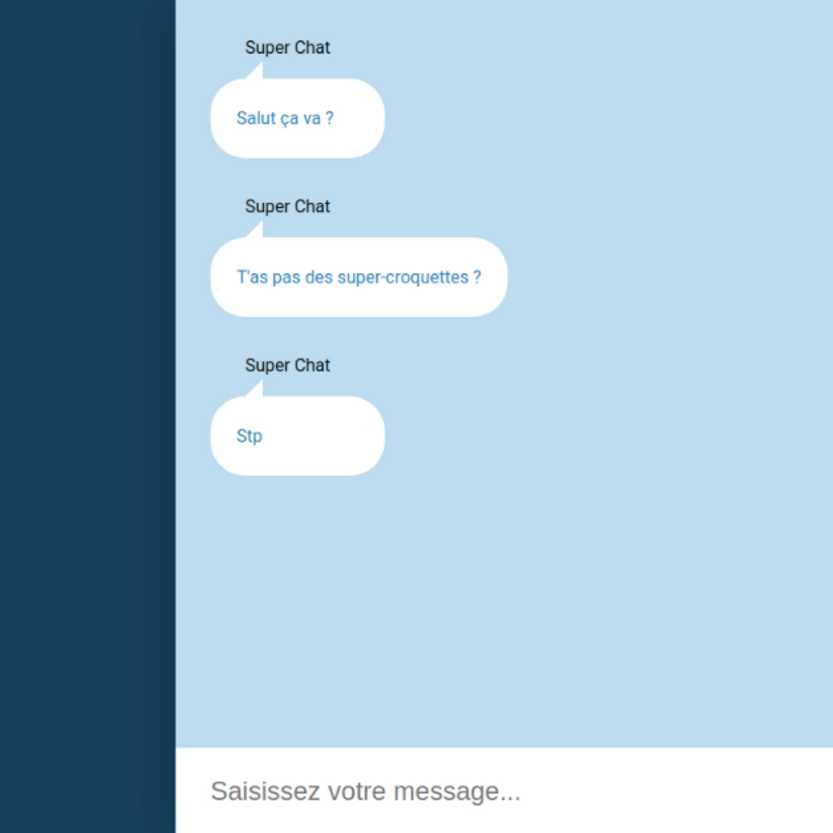 Super Chat
Salut ça va ?
Super Chat
T'as pas des super-croquettes ?
Super Chat
Stp
Saisissez votre message...